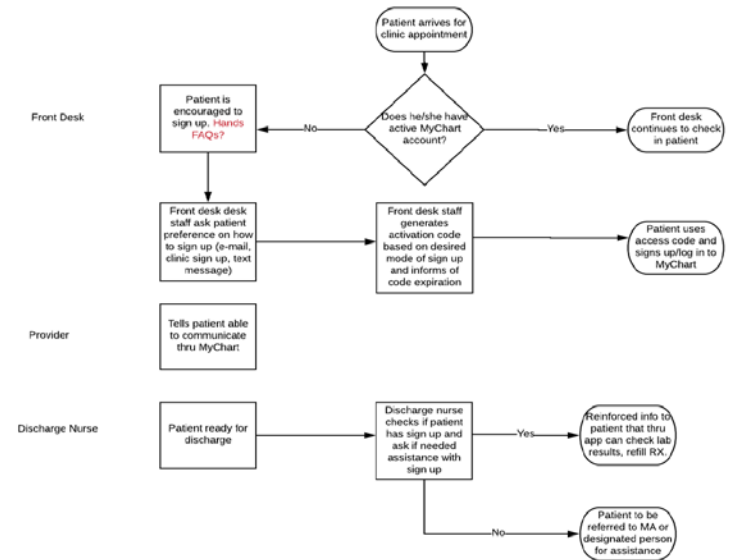 Patient arrives for
clinic appointment
Front Desk
Patient is
encouraged to
sign up. Hands
FAQs?
No
Does he/she have
active MyChart
account?
Yes
Front desk
continues to check
in patient
Front desk desk
staff ask patient
preference on how
to sign up (e-mail,
clinic sign up, text
message)
Front desk staff
generates
activation code
based on desired
mode of sign up
and informs of
code expiration
Patient uses
access code and
signs up/log in to
MyChart
Provider
Tells patient able
to communicate
thru MyChart
Discharge Nurse
Patient ready for
discharge
Discharge nurse
checks if patient
has sign up and
ask if needed
assistance with
sign up
Yes
Reinforced info to
patient that thru
app can check lab
results, refill RX.
No
Patient to be
referred to MA or
designated person
for assistance